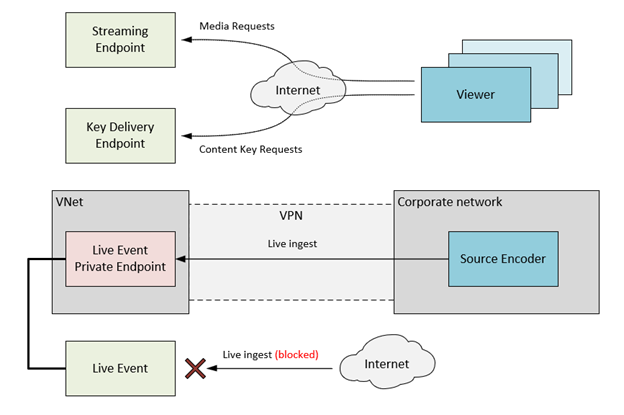 Streaming
Endpoint
Media Requests
Internet
Viewer
Key Delivery
Endpoint
Content Key Requests
VNet
VPN
Corporate network
Live ingest
Live Event
Private Endpoint
Source Encoder
Live Event
Live ingest (blocked)
Internet